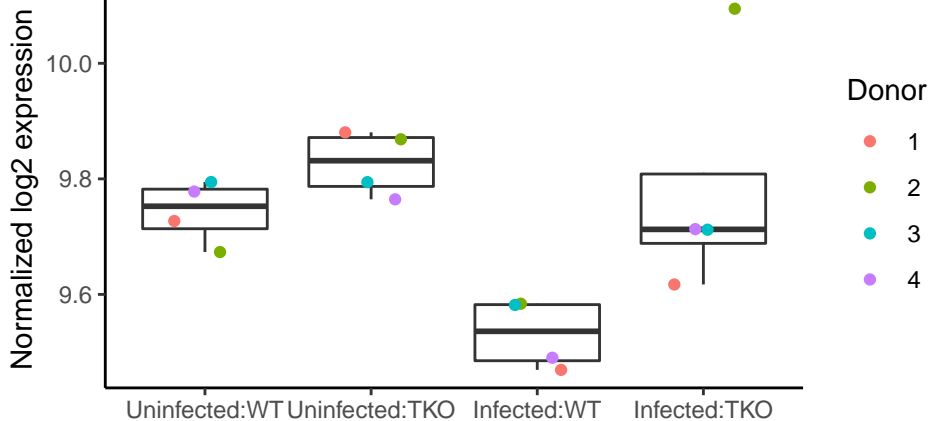 Normalized log2 expression
10.0
9.8
9.6
Uninfected:WT Uninfected:TKO Infected:WT Infected:TKO
Donor
1
2
3
4